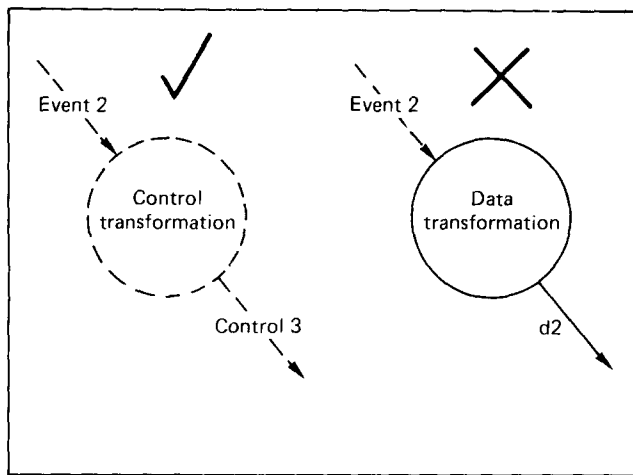 Event 2
Control
transformation
Control 3
Event 2
Data
transformation
d2